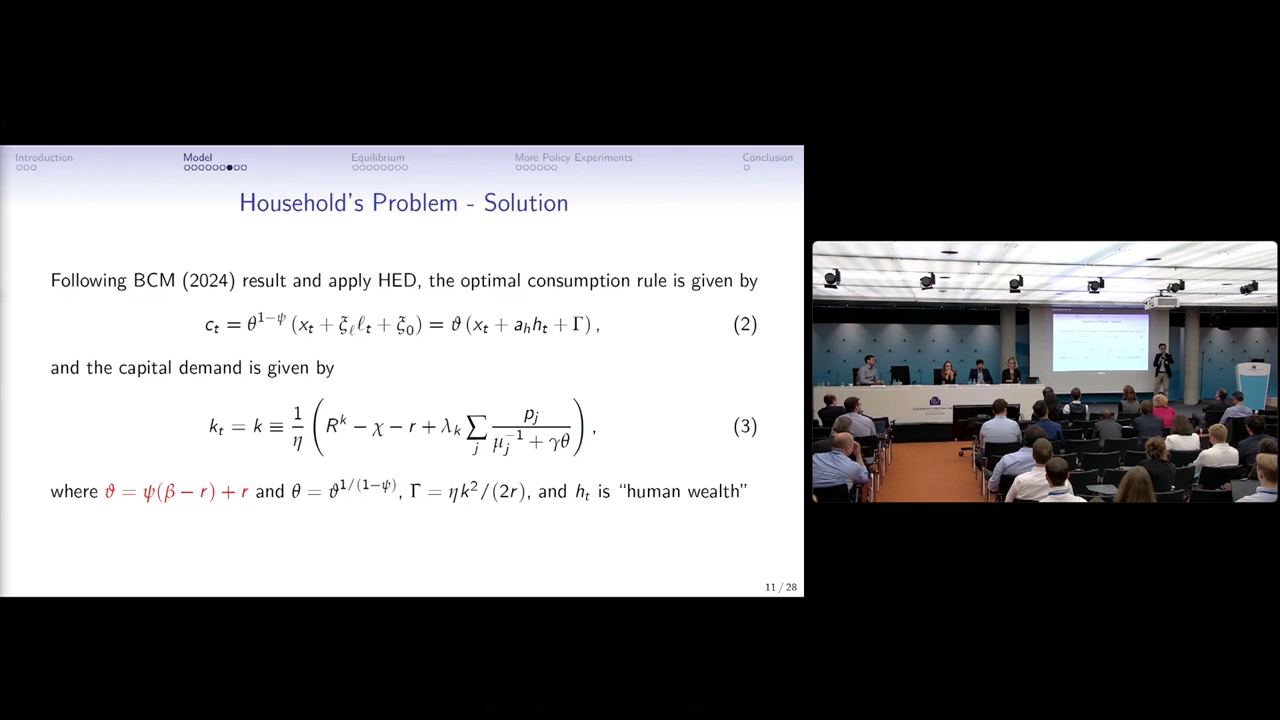 Introduction
Model
Equilibrium
More Policy Experiments
Conclusion
Household's Problem - Solution
Following BCM (2024) result and apply HED, the optimal consumption rule is given by
c_t = θ^{1−ψ} (x_t + ξ_ℓ ℓ_t + ξ_0) = ϑ (x_t + a_h h_t + Γ) , (2)
and the capital demand is given by
k_t = k ≡ \frac{1}{η} ( R^k − χ − r + λ_k ∑_j \frac{p_j}{μ_j^{−1} + γθ} ) , (3)
where ϑ = ψ(β − r) + r and θ = ϑ^{1/(1−ψ)}, Γ = ηk^2/(2r), and h_t is “human wealth”
11 / 28